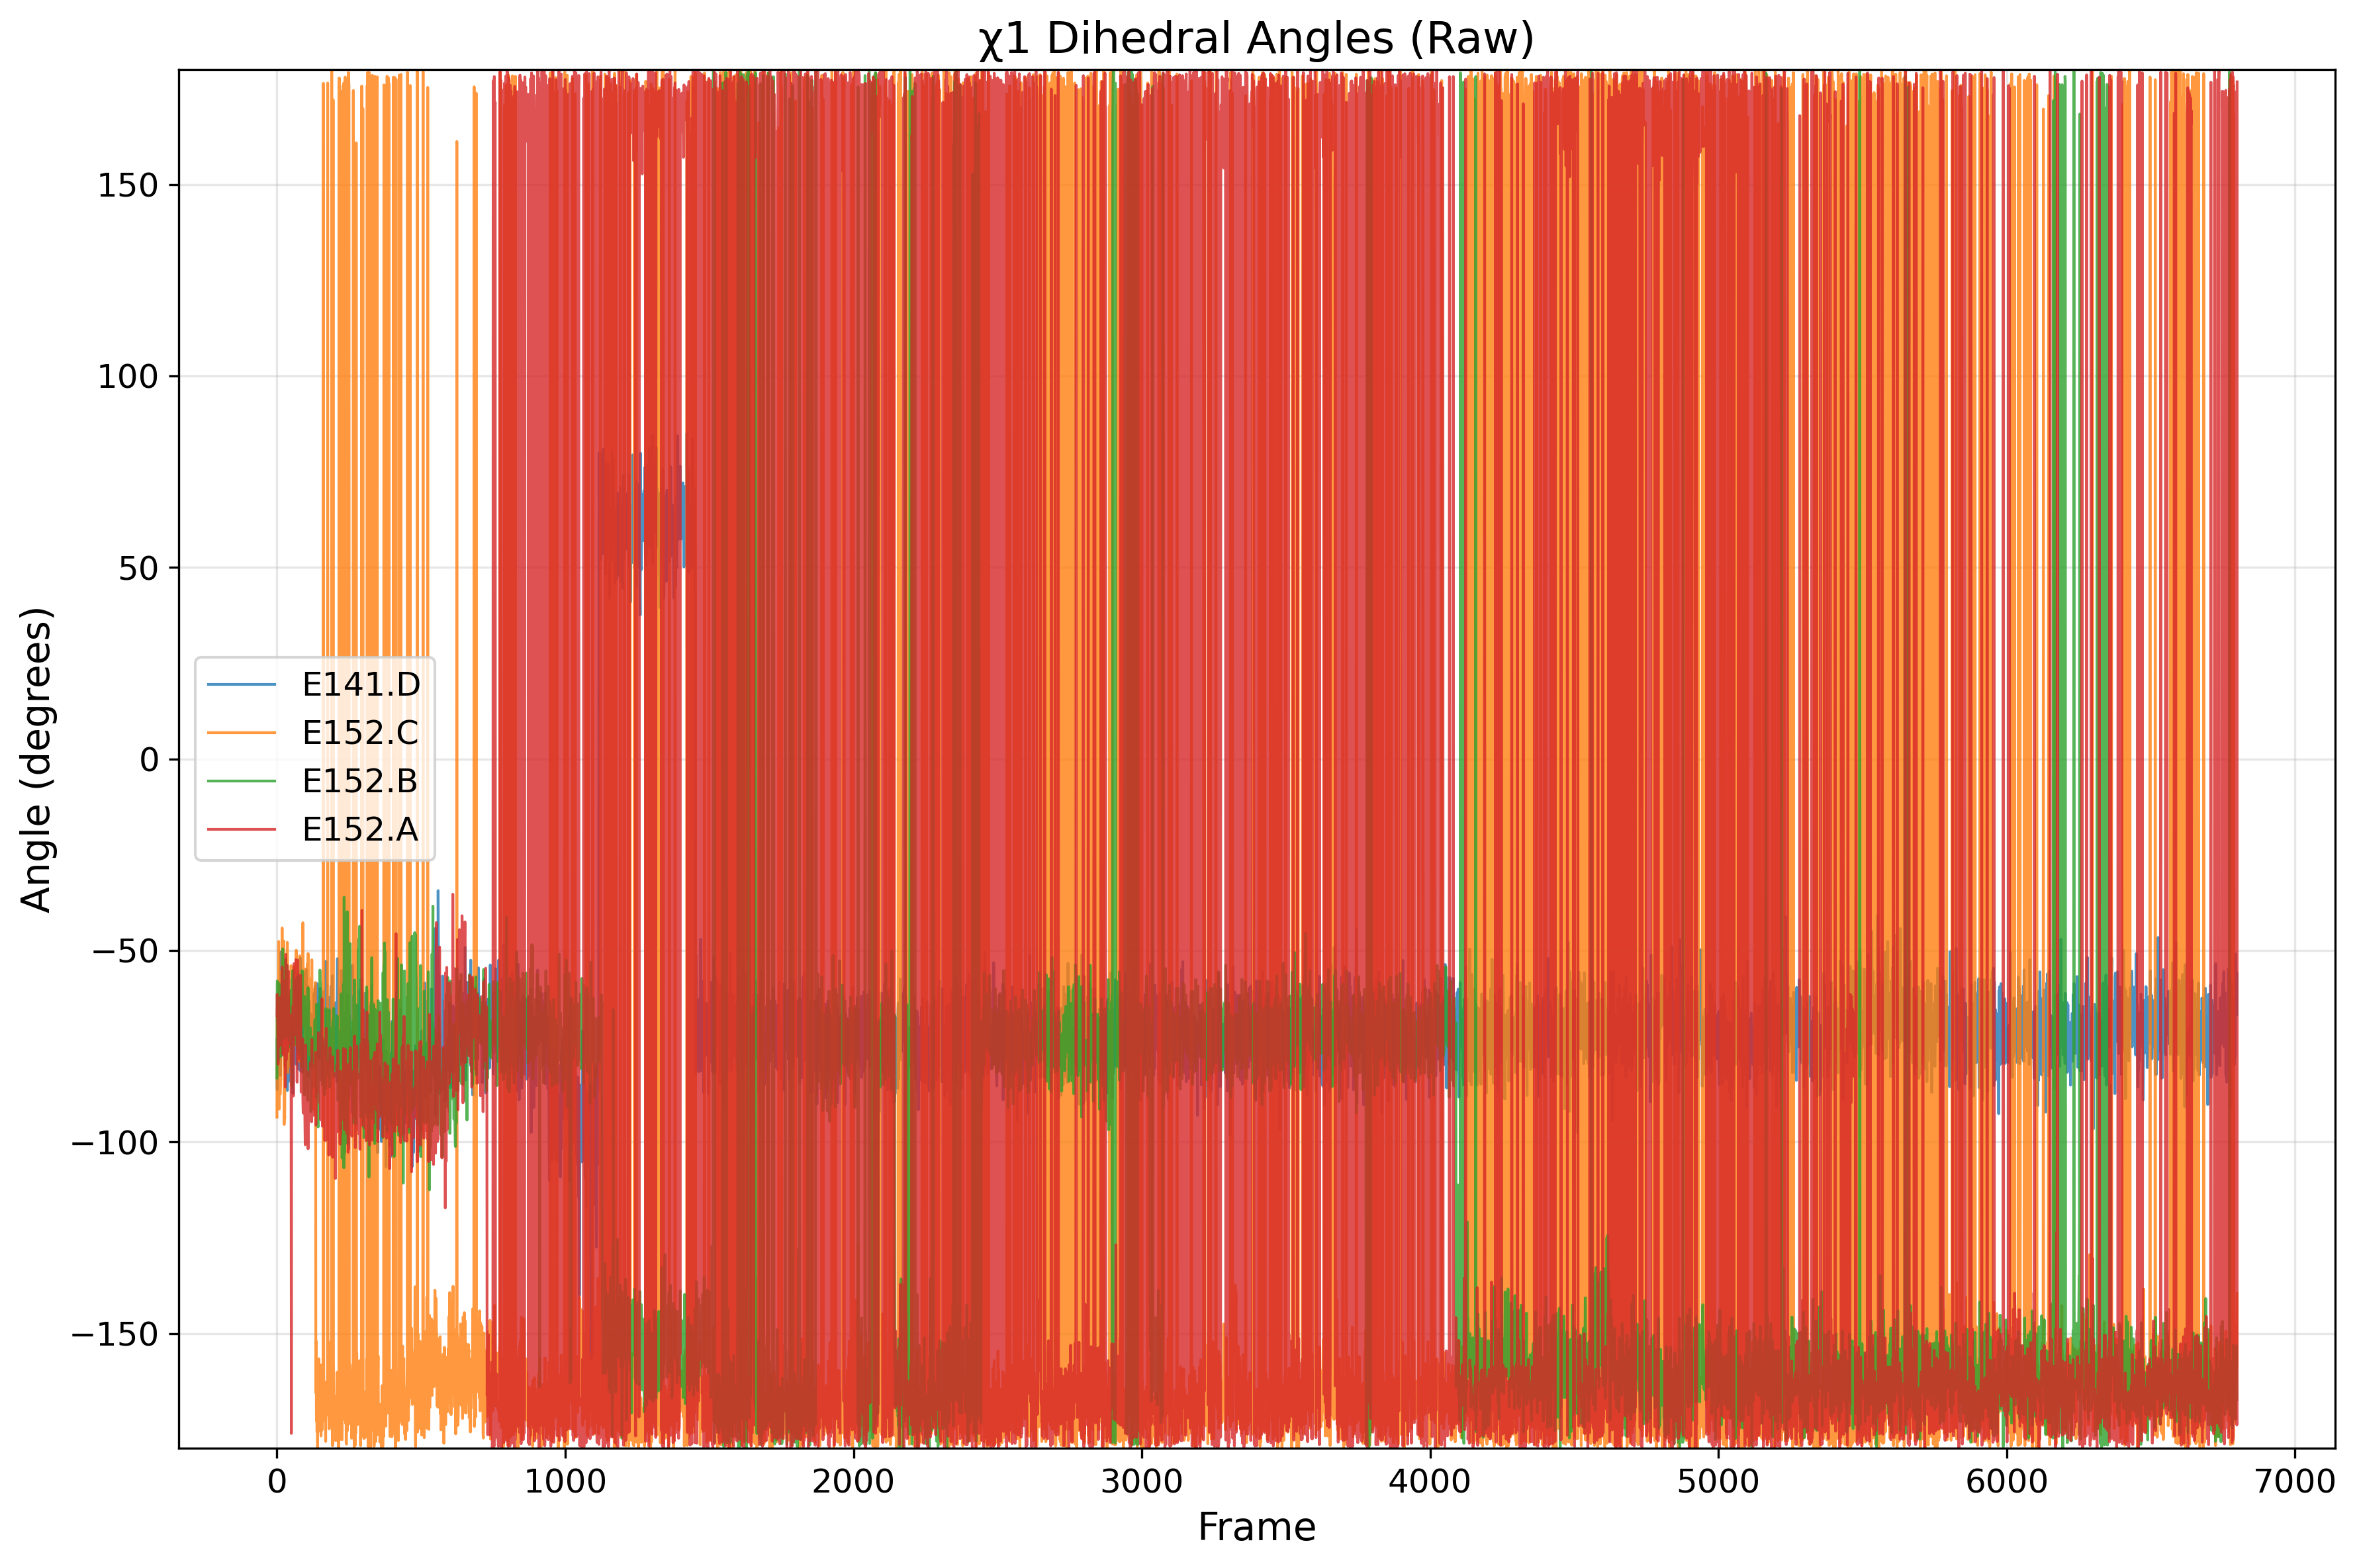 χ1 Dihedral Angles (Raw)
150
100
50
0
−50
−100
−150
Angle (degrees)
E141.D
E152.C
E152.B
E152.A
0 1000 2000 3000 4000 5000 6000 7000
Frame